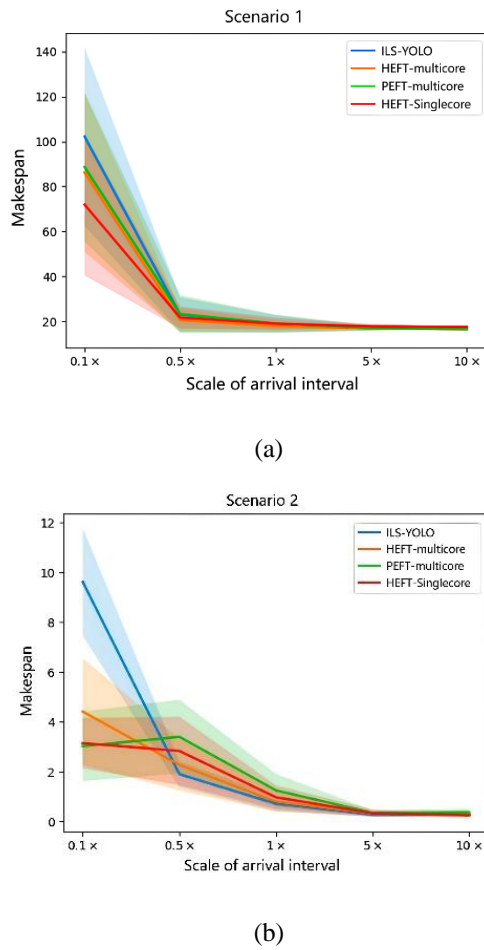 Scenario 1
140
120
100
80
60
40
20
Makespan
ILS-YOLO
HEFT-multicore
PEFT-multicore
HEFT-Singlecore
0.1 × 0.5 × 1 × 5 × 10 ×
Scale of arrival interval
(a)
Scenario 2
12
10
8
6
4
2
0
Makespan
ILS-YOLO
HEFT-multicore
PEFT-multicore
HEFT-Singlecore
0.1 × 0.5 × 1 × 5 × 10 ×
Scale of arrival interval
(b)